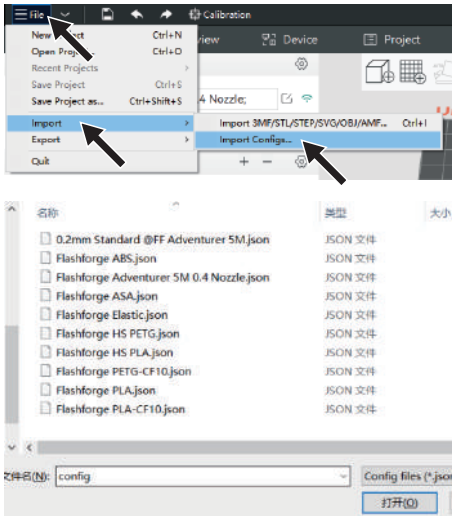 File
Calibration
New Project Ctrl+N
Open Project... Ctrl+O
Recent Projects
Save Project Ctrl+S
Save Project as... Ctrl+Shift+S
Import
Export
Quit
view
Device
Project
4 Nozzle;
Import 3MF/STL/STEP/SVG/OBJ/AMF... Ctrl+I
Import Configs...
名称 类型 大小
0.2mm Standard @FF Adventurer 5M.json JSON 文件
Flashforge ABS.json JSON 文件
Flashforge Adventurer 5M 0.4 Nozzle.json JSON 文件
Flashforge ASA.json JSON 文件
Flashforge Elastic.json JSON 文件
Flashforge HS PETG.json JSON 文件
Flashforge HS PLA.json JSON 文件
Flashforge PETG-CF10.json JSON 文件
Flashforge PLA.json JSON 文件
Flashforge PLA-CF10.json JSON 文件
文件名(N): config Config files (*.json
打开(O)